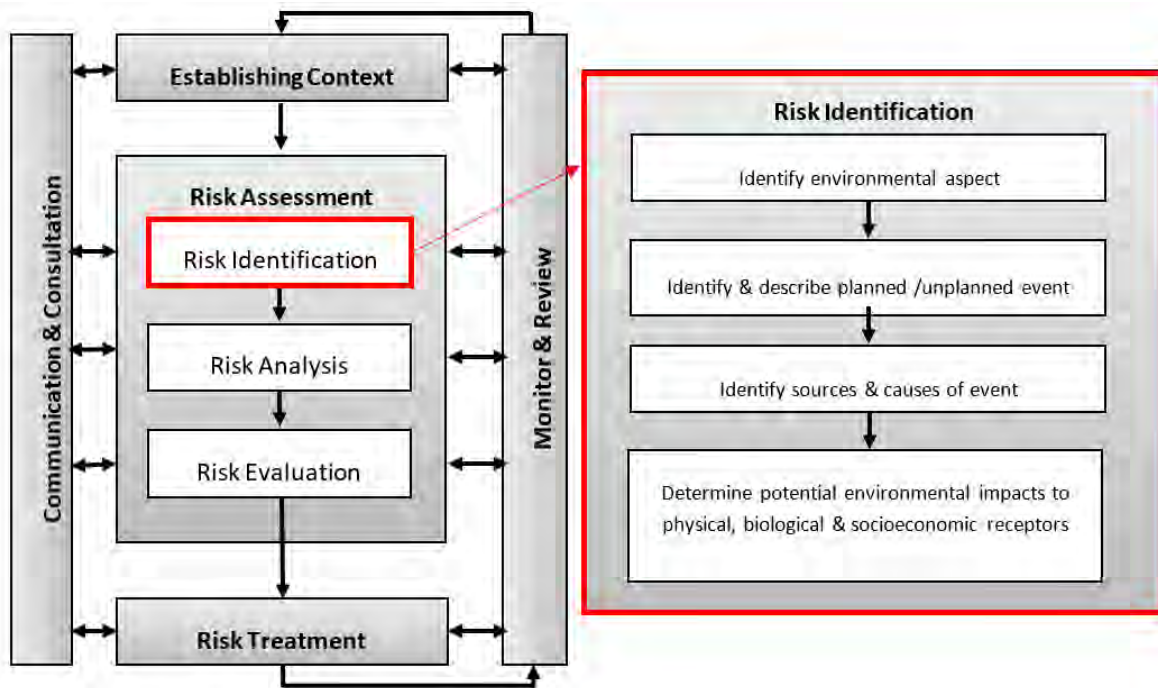 Communication & Consultation
Establishing Context
Risk Assessment
Risk Identification
Risk Analysis
Risk Evaluation
Risk Treatment
Monitor & Review
Risk Identification
Identify environmental aspect
Identify & describe planned /unplanned event
Identify sources & causes of event
Determine potential environmental impacts to
physical, biological & socioeconomic receptors